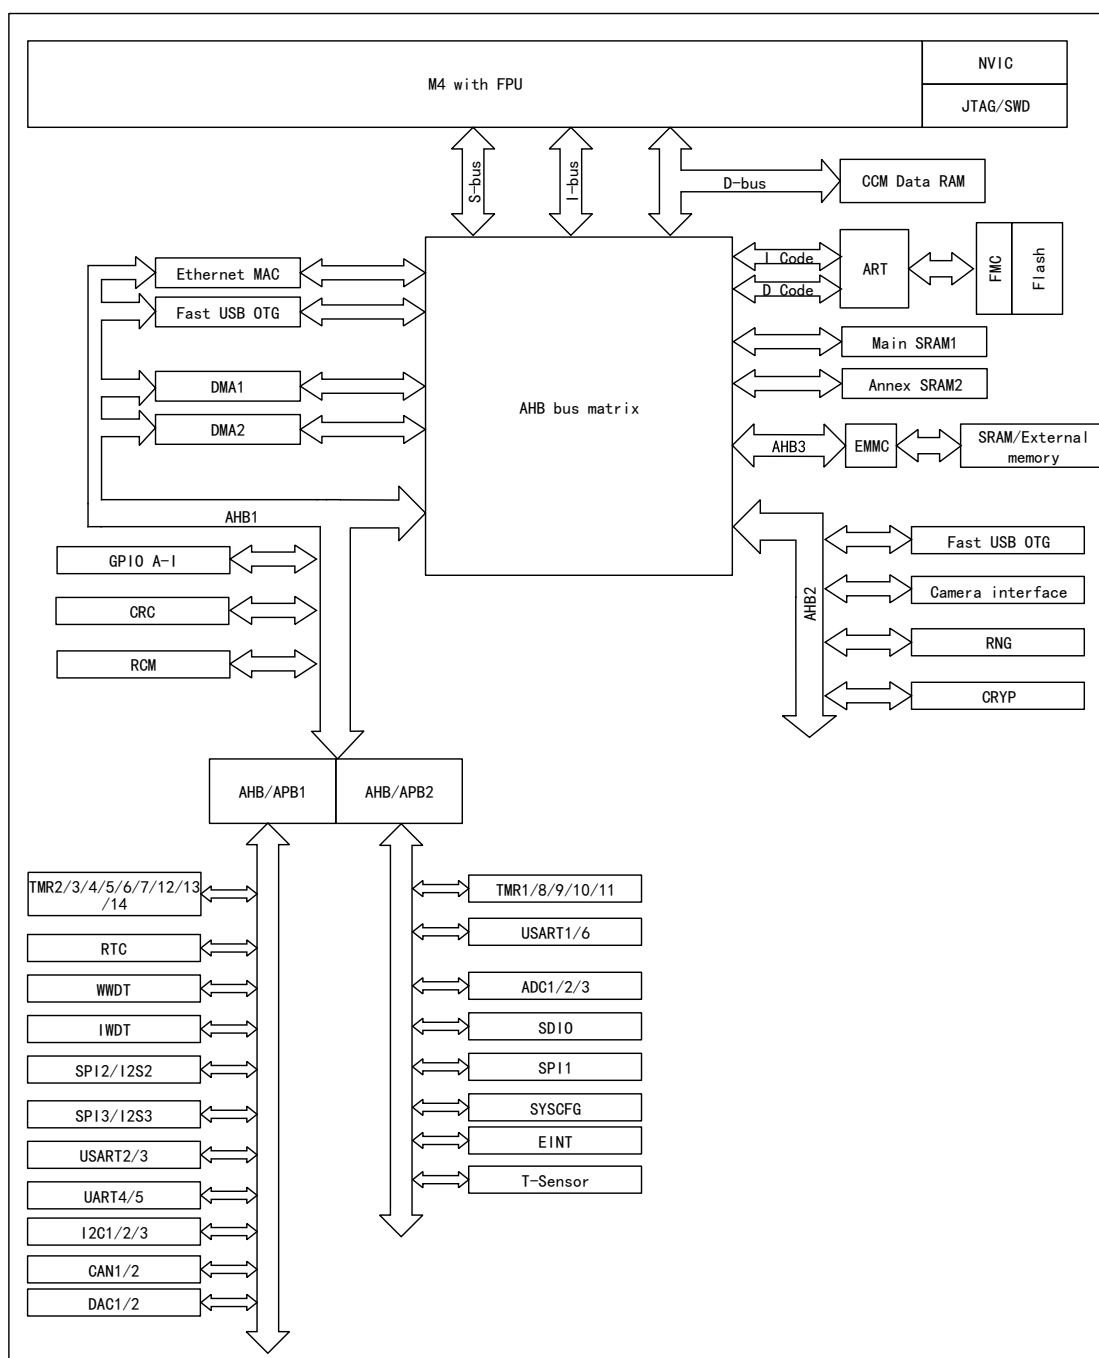 M4 with FPU
NVIC
JTAG/SWD
S-bus
I-bus
D-bus
CCM Data RAM
Ethernet MAC
Fast USB OTG
DMA1
DMA2
AHB bus matrix
I Code
D Code
ART
FMC
Flash
Main SRAM1
Annex SRAM2
AHB3
EMMC
SRAM/External
memory
AHB1
GPIO A-I
CRC
RCM
AHB2
Fast USB OTG
Camera interface
RNG
CRYP
AHB/APB1
AHB/APB2
TMR2/3/4/5/6/7/12/13
/14
RTC
WWDT
IWDT
SPI2/I2S2
SPI3/I2S3
USART2/3
UART4/5
I2C1/2/3
CAN1/2
DAC1/2
TMR1/8/9/10/11
USART1/6
ADC1/2/3
SDIO
SPI1
SYSCFG
EINT
T-Sensor